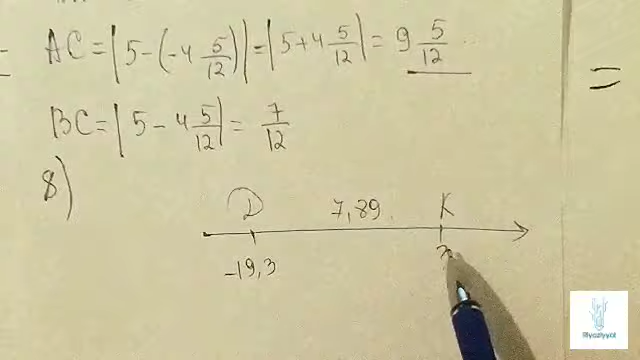 = AC = |5 - (-4 5/12)| = |5 + 4 5/12| = 9 5/12
=
BC = |5 - 4 5/12| = 7/12
8)
D 7,89 K
-19,3
Riyaziyyat